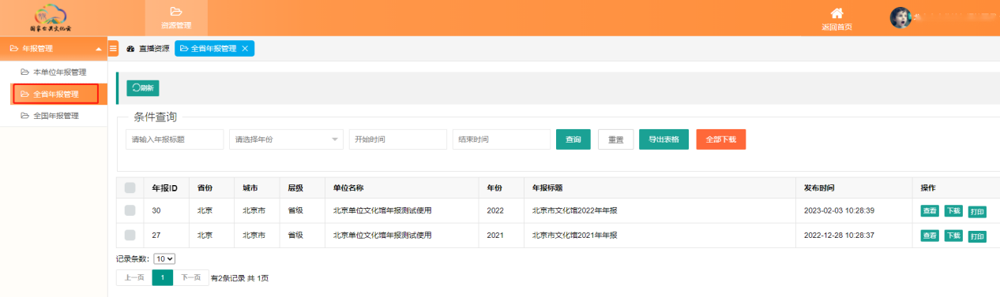 国家公共文化云
资源管理
返回首页
年报管理
本单位年报管理
全省年报管理
全国年报管理
直播资源 全省年报管理
刷新
条件查询
请输入年报标题 请选择年份 开始时间 结束时间 查询 重置 导出表格 全部下载
年报ID 省份 城市 层级 单位名称 年份 年报标题 发布时间 操作
30 北京 北京市 省级 北京单位文化馆年报测试使用 2022 北京市文化馆2022年年报 2023-02-03 10:28:39 查看 下载 打印
27 北京 北京市 省级 北京单位文化馆年报测试使用 2021 北京市文化馆2021年年报 2022-12-28 10:28:37 查看 下载 打印
记录条数: 10
上一页 1 下一页 有2条记录 共 1页